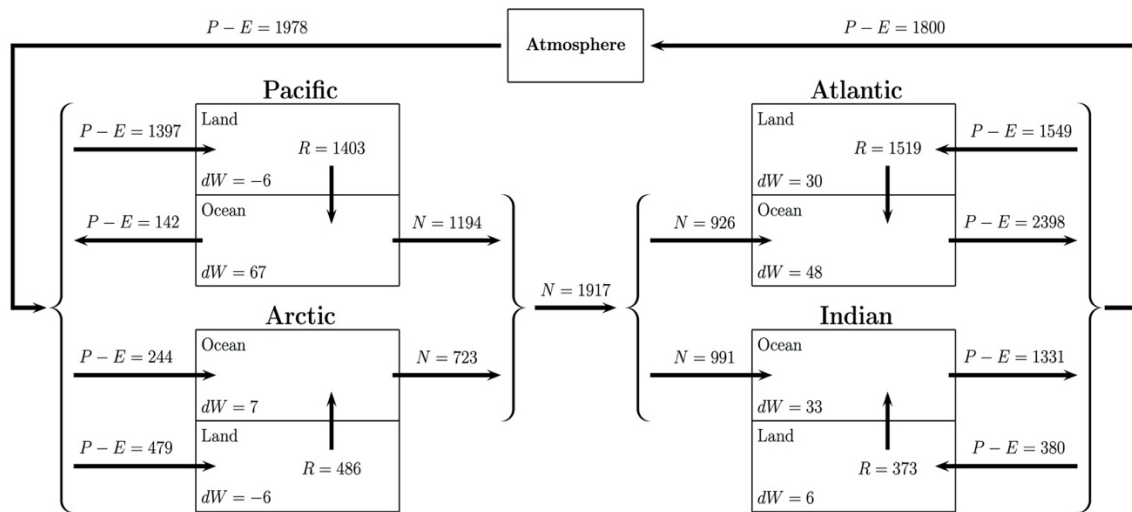 P − E = 1978
Atmosphere
P − E = 1800
Pacific
Atlantic
Land
P − E = 1397
R = 1403
dW = −6
Ocean
P − E = 142
N = 1194
dW = 67
Land
P − E = 1549
R = 1519
dW = 30
Ocean
N = 926
P − E = 2398
dW = 48
N = 1917
Arctic
Indian
Ocean
P − E = 244
N = 723
dW = 7
Land
P − E = 479
R = 486
dW = −6
Ocean
N = 991
P − E = 1331
dW = 33
Land
P − E = 380
R = 373
dW = 6